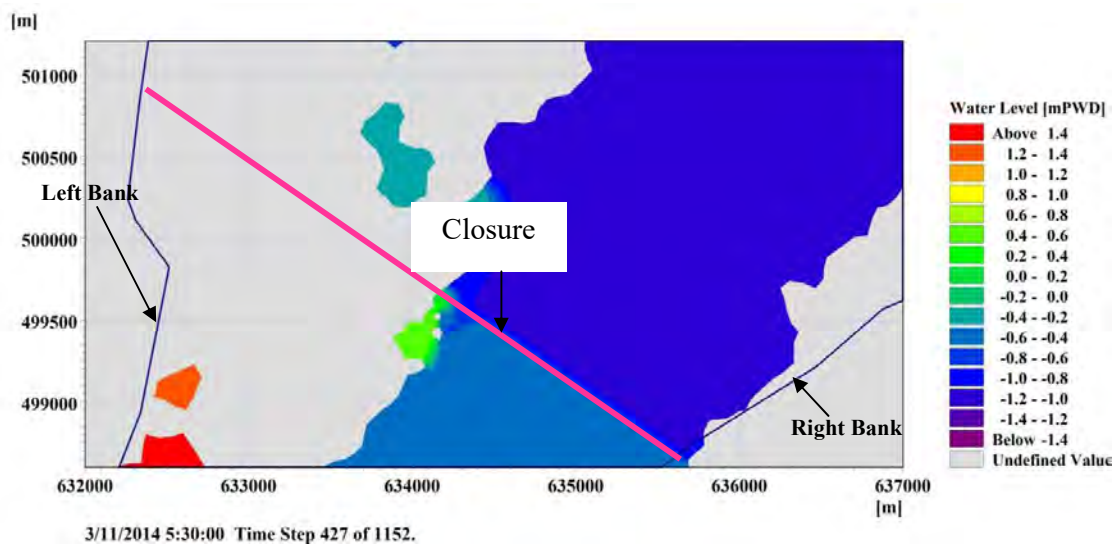 [m]
501000
500500
500000
499500
499000
632000 633000 634000 635000 636000 637000
[m]
Left Bank
Closure
Right Bank
Water Level [mPWD]
Above 1.4
1.2 - 1.4
1.0 - 1.2
0.8 - 1.0
0.6 - 0.8
0.4 - 0.6
0.2 - 0.4
0.0 - 0.2
-0.2 - 0.0
-0.4 - -0.2
-0.6 - -0.4
-0.8 - -0.6
-1.0 - -0.8
-1.2 - -1.0
-1.4 - -1.2
Below -1.4
Undefined Value
3/11/2014 5:30:00 Time Step 427 of 1152.